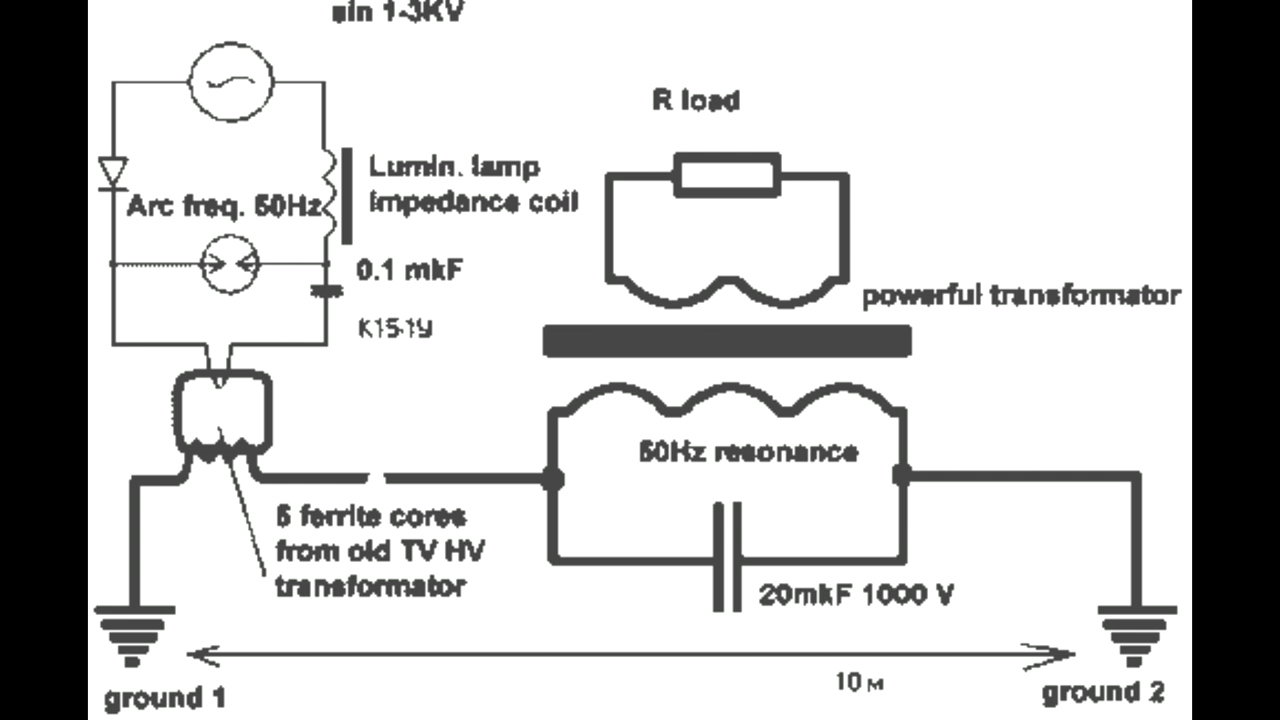 sin 1-3KV
R load
Lumin. lamp
impedance coil
Arc freq. 50Hz
0.1 mkF
K15-1У
powerful transformator
50Hz resonance
5 ferrite cores
from old TV HV
transformator
20mkF 1000 V
10 м
ground 1
ground 2